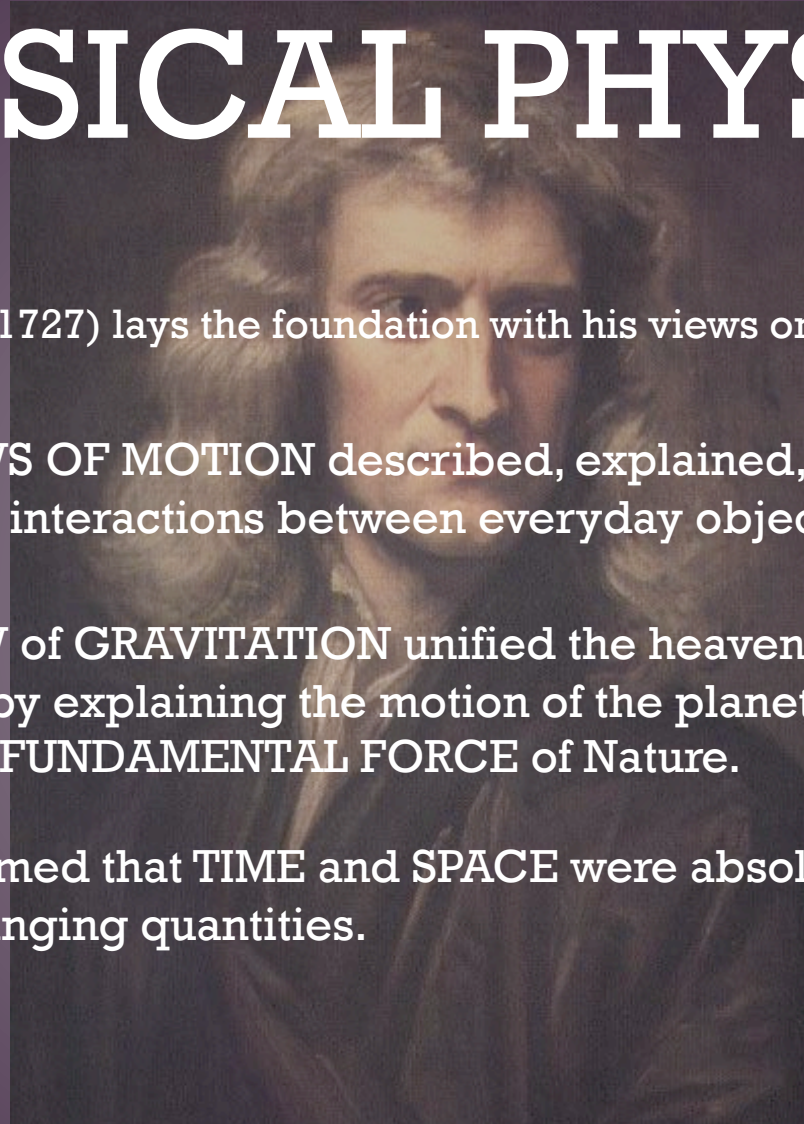 SICAL PHYS
1727) lays the foundation with his views on
WS OF MOTION described, explained,
interactions between everyday objec
of GRAVITATION unified the heaven
by explaining the motion of the planet
FUNDAMENTAL FORCE of Nature.
med that TIME and SPACE were absol
nging quantities.